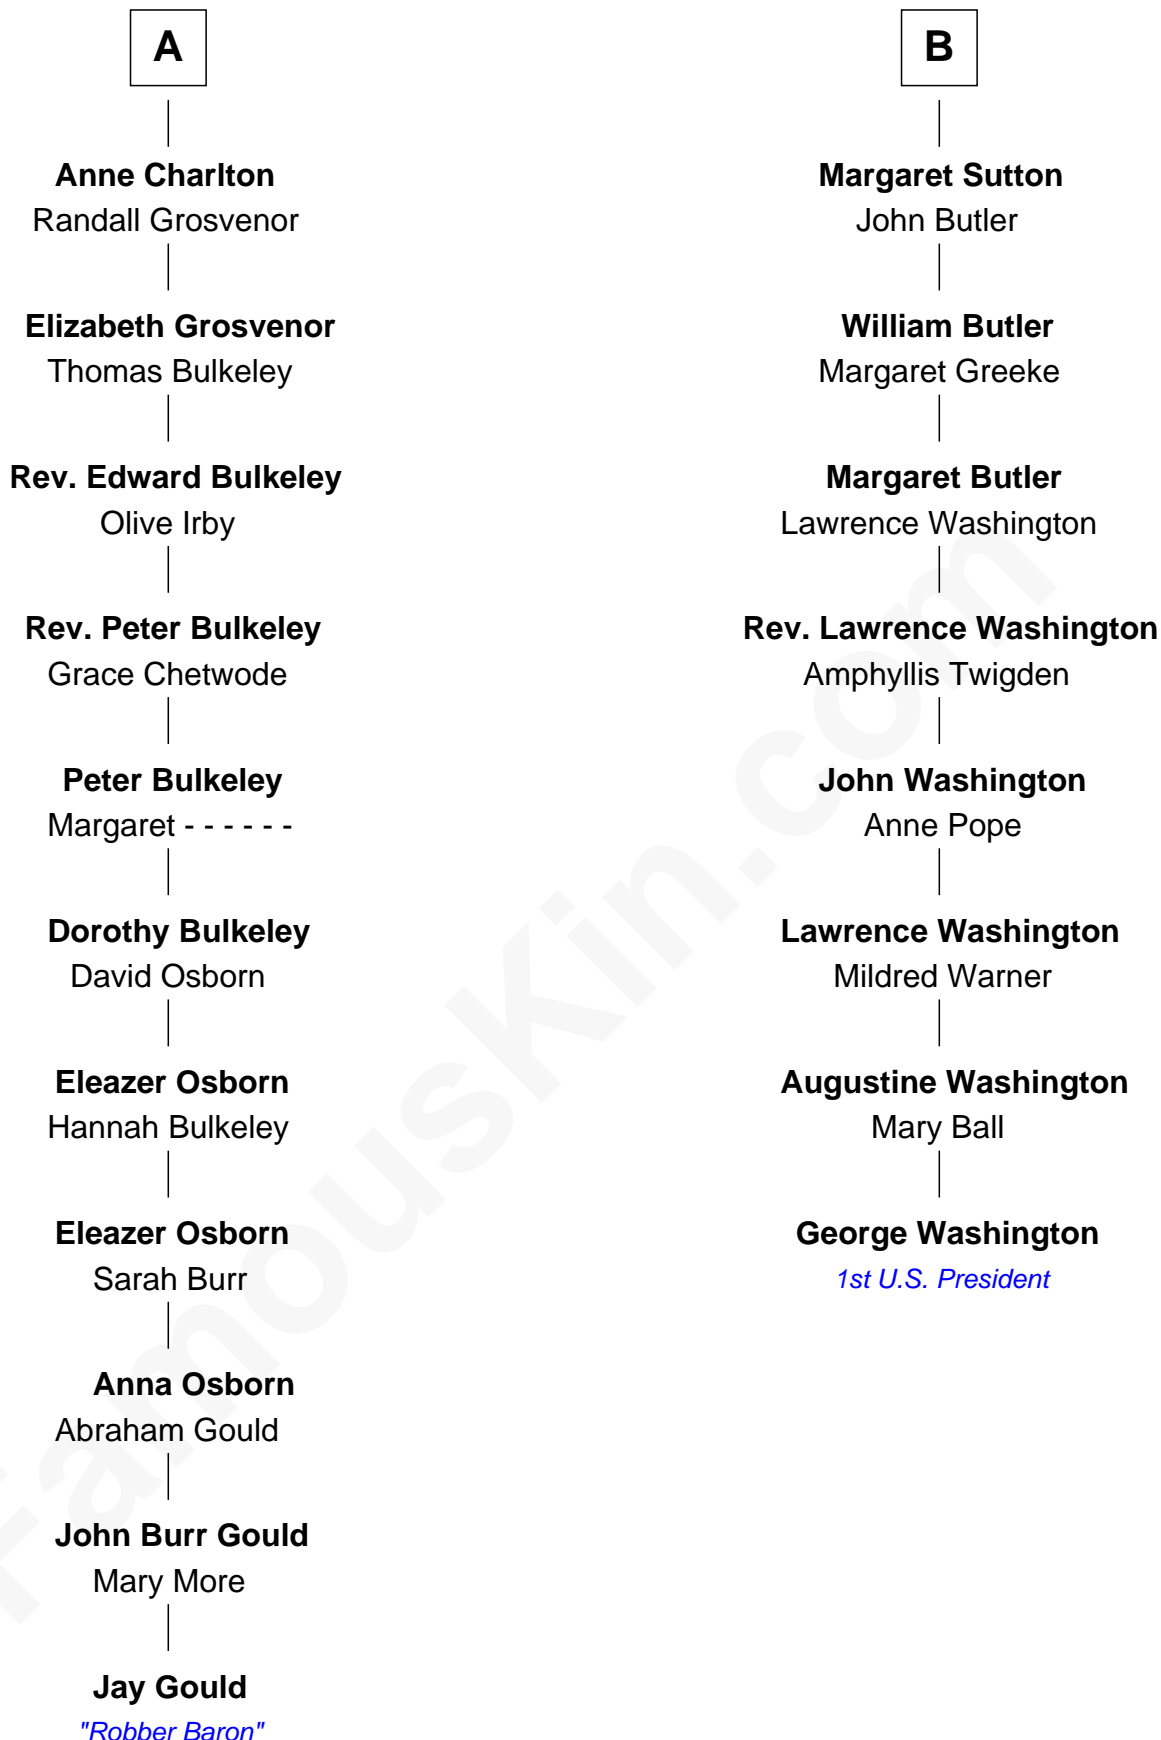 A
Anne Charlton
Randall Grosvenor
Elizabeth Grosvenor
Thomas Bulkeley
Rev. Edward Bulkeley
Olive Irby
Rev. Peter Bulkeley
Grace Chetwode
Peter Bulkeley
Margaret - - - - - -
Dorothy Bulkeley
David Osborn
Eleazer Osborn
Hannah Bulkeley
Eleazer Osborn
Sarah Burr
Anna Osborn
Abraham Gould
John Burr Gould
Mary More
Jay Gould
"Robber Baron"
B
Margaret Sutton
John Butler
William Butler
Margaret Greeke
Margaret Butler
Lawrence Washington
Rev. Lawrence Washington
Amphyllis Twigden
John Washington
Anne Pope
Lawrence Washington
Mildred Warner
Augustine Washington
Mary Ball
George Washington
1st U.S. President
FamousKin.com